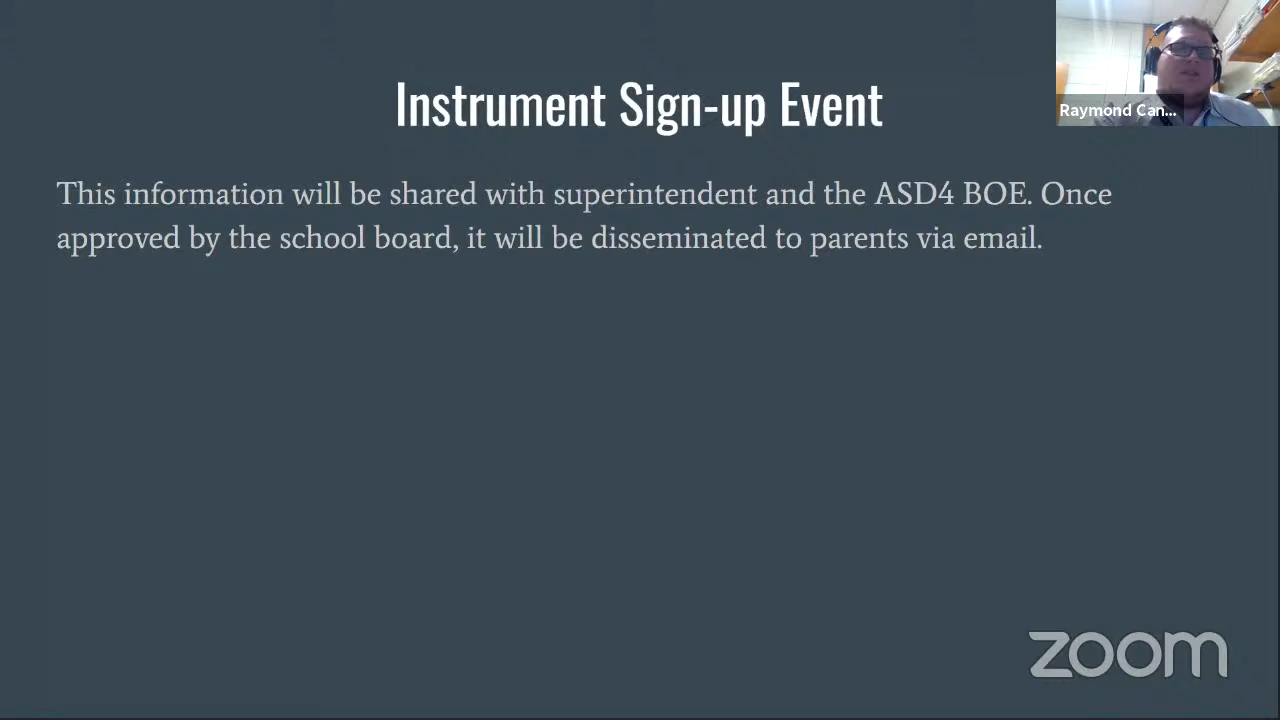 Instrument Sign-up Event
Raymond Can...
This information will be shared with superintendent and the ASD4 BOE. Once
approved by the school board, it will be disseminated to parents via email.
zoom